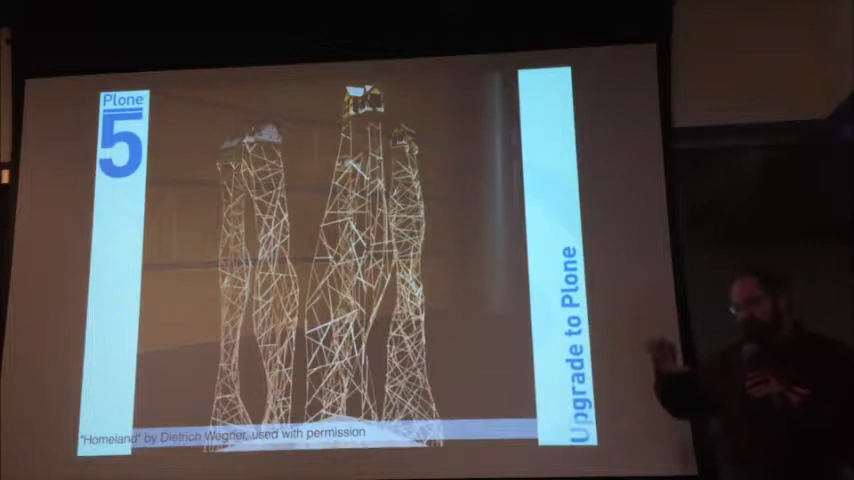 Plone
5
Upgrade to Plone
"Homeland" by Dietrich Wegner, used with permission